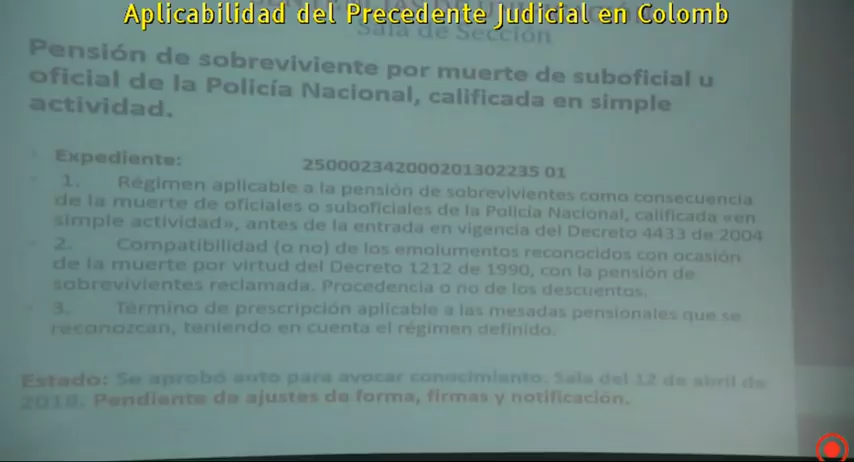 Aplicabilidad del Precedente Judicial en Colomb
Sala de Sección
Pensión de sobreviviente por muerte de suboficial u
oficial de la Policía Nacional, calificada en simple
actividad.
Expediente: 250002342000201302235 01
1. Régimen aplicable a la pensión de sobrevivientes como consecuencia
de la muerte de oficiales o suboficiales de la Policía Nacional, calificada «en
simple actividad», antes de la entrada en vigencia del Decreto 4433 de 2004
2. Compatibilidad (o no) de los emolumentos reconocidos con ocasión
de la muerte por virtud del Decreto 1212 de 1990, con la pensión de
sobrevivientes reclamada. Procedencia o no de los descuentos.
3. Término de prescripción aplicable a las mesadas pensionales que se
reconozcan, teniendo en cuenta el régimen definido.
Estado: Se aprobó auto para avocar conocimiento. Sala del 12 de abril de
2018. Pendiente de ajustes de forma, firmas y notificación.